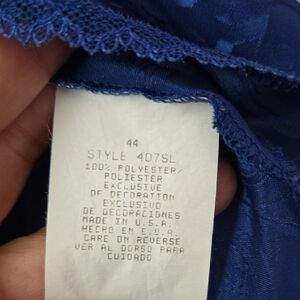 44
STYLE 407SL
100% POLYESTER/
POLIESTER
EXCLUSIVE
OF DECORATION
EXCLUSIVO
DE DECORACIONES
MADE IN U.S.A.
HECHO EN E.U.A.
CARE ON REVERSE
VER AL DORSO PARA
CUIDADO